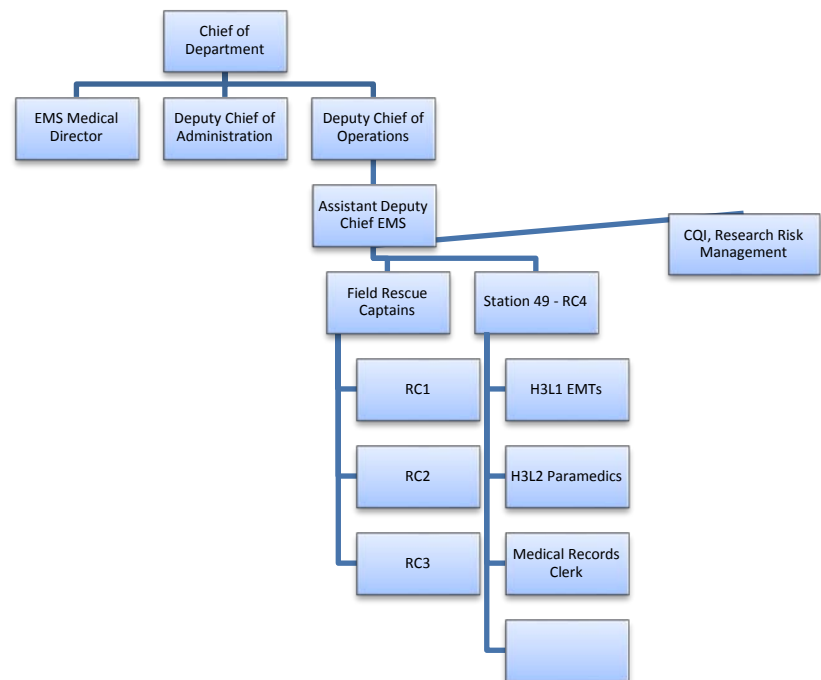 Chief of
Department
EMS Medical
Director
Deputy Chief of
Administration
Deputy Chief of
Operations
Assistant Deputy
Chief EMS
CQI, Research Risk
Management
Field Rescue
Captains
Station 49 - RC4
RC1
H3L1 EMTs
RC2
H3L2 Paramedics
RC3
Medical Records
Clerk